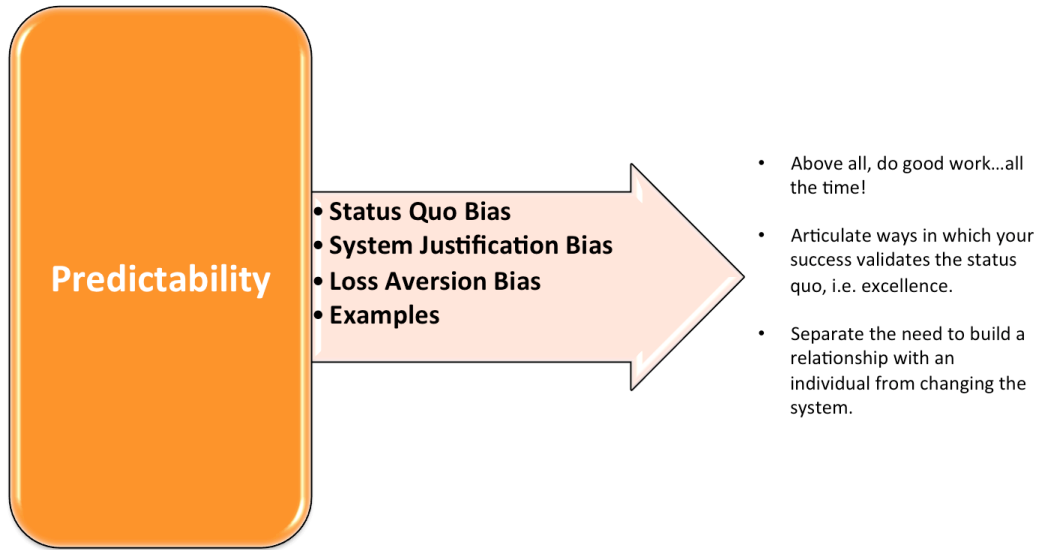 Predictability
• Status Quo Bias
• System Justification Bias
• Loss Aversion Bias
• Examples
• Above all, do good work...all
the time!
• Articulate ways in which your
success validates the status
quo, i.e. excellence.
• Separate the need to build a
relationship with an
individual from changing the
system.